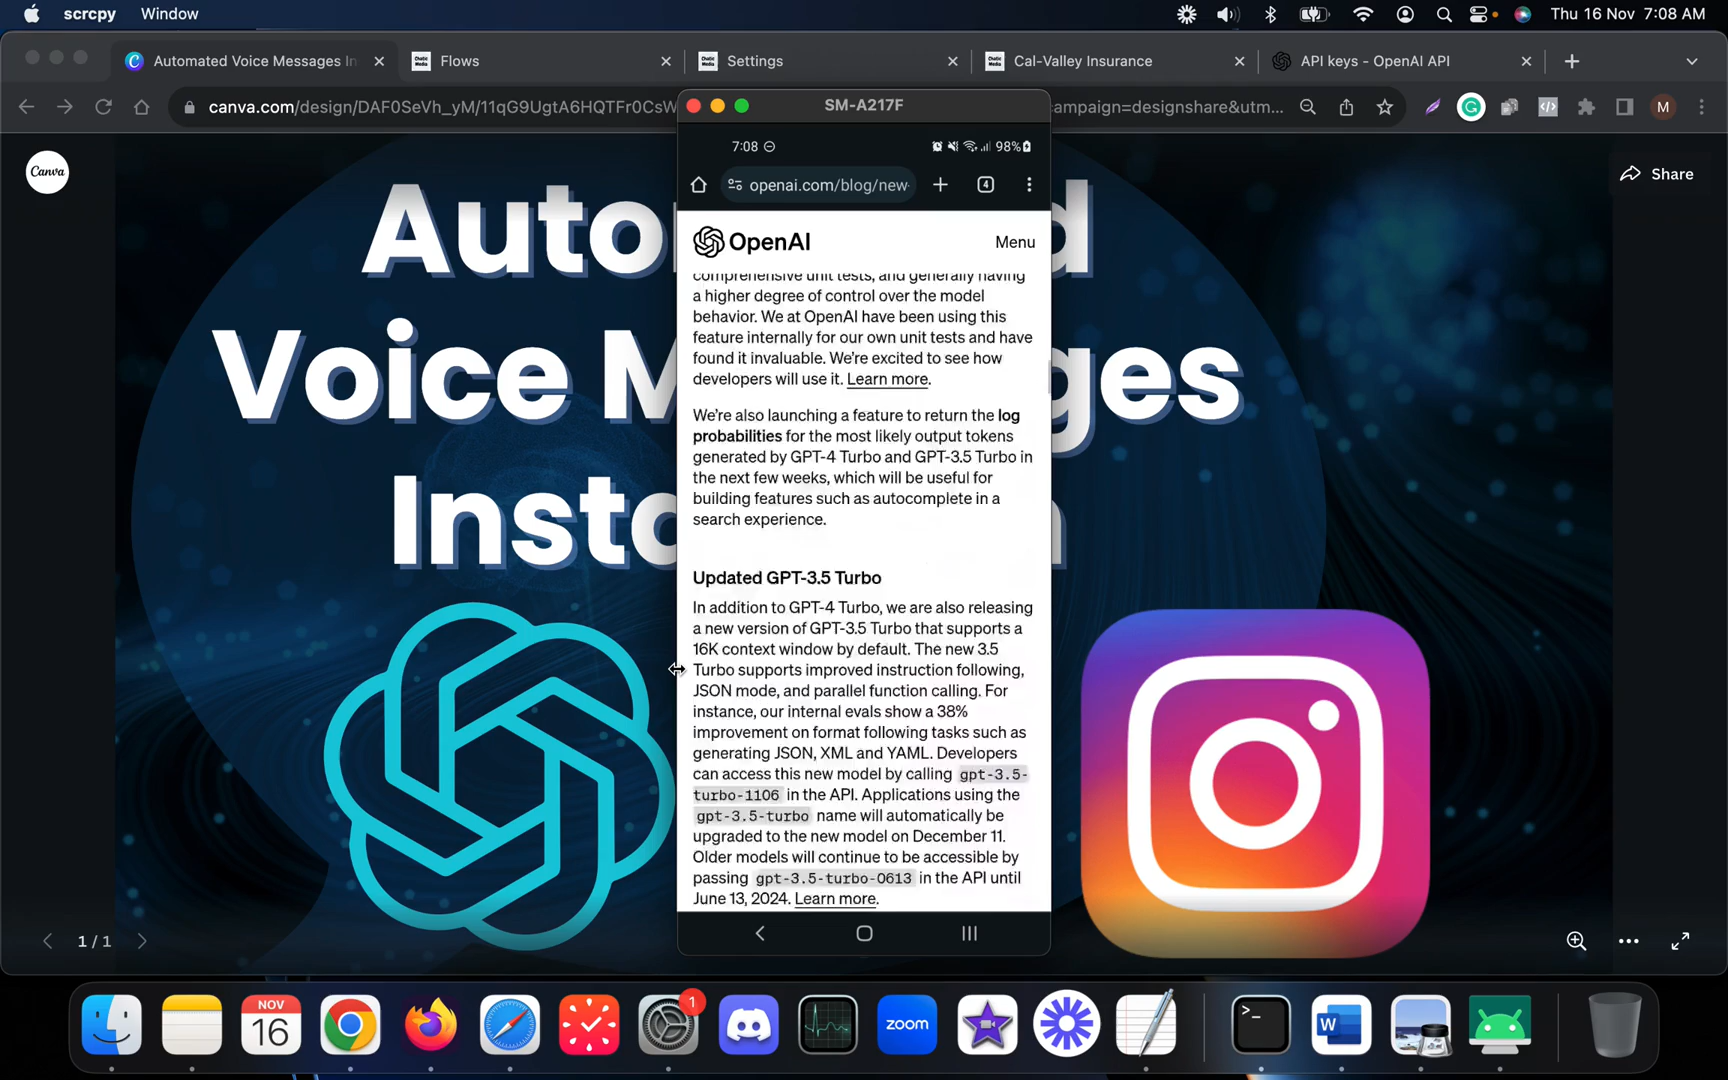 scrcpy Window Thu 16 Nov 7:08 AM
Automated Voice Messages In Flows Settings Cal-Valley Insurance API keys - OpenAI API
canva.com/design/DAF0SeVh_yM/11qG9UgtA6HQTFr0CsW ampaign=designshare&utm... M
SM-A217F
7:08 98%
openai.com/blog/new 4
Canva
Share
OpenAI Menu
Auto d
Voice M ges
Insta
comprehensive unit tests, and generally having
a higher degree of control over the model
behavior. We at OpenAI have been using this
feature internally for our own unit tests and have
found it invaluable. We're excited to see how
developers will use it. Learn more.
We're also launching a feature to return the log
probabilities for the most likely output tokens
generated by GPT-4 Turbo and GPT-3.5 Turbo in
the next few weeks, which will be useful for
building features such as autocomplete in a
search experience.
Updated GPT-3.5 Turbo
In addition to GPT-4 Turbo, we are also releasing
a new version of GPT-3.5 Turbo that supports a
16K context window by default. The new 3.5
Turbo supports improved instruction following,
JSON mode, and parallel function calling. For
instance, our internal evals show a 38%
improvement on format following tasks such as
generating JSON, XML and YAML. Developers
can access this new model by calling gpt-3.5-
turbo-1106 in the API. Applications using the
gpt-3.5-turbo name will automatically be
upgraded to the new model on December 11.
Older models will continue to be accessible by
passing gpt-3.5-turbo-0613 in the API until
June 13, 2024. Learn more.
1 / 1
NOV
16
1
zoom
W